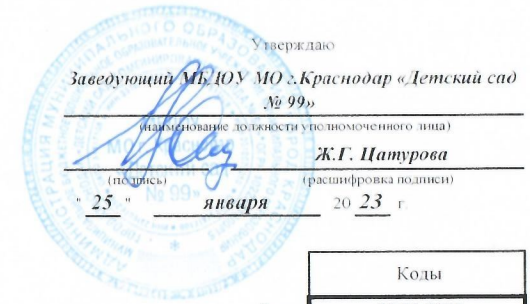 Утверждаю
Заведующий МБДОУ МО г.Краснодар «Детский сад
№ 99»
(наименование должности уполномоченного лица)
Ж.Г. Цатурова
(подпись) (расшифровка подписи)
" 25 " января 20 23 г.
Коды